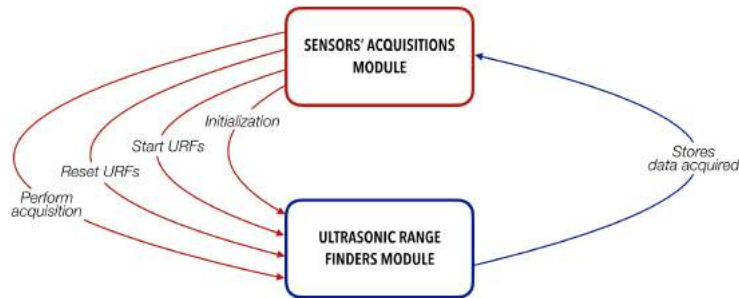 SENSORS' ACQUISITIONS
MODULE
Initialization
Start URFs
Reset URFs
Perform
acquisition
Stores
data acquired
ULTRASONIC RANGE
FINDERS MODULE